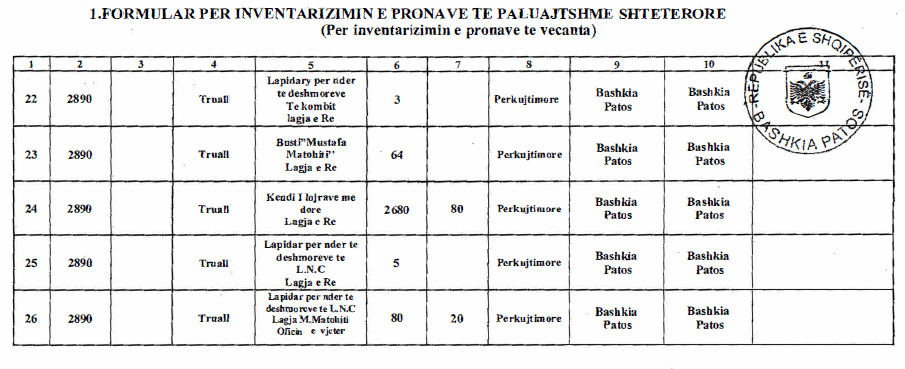 1.FORMULAR PER INVENTARIZIMIN E PRONAVE TE PALUAJTSHME SHTETERORE
(Per inventarizimin e pronave te vecanta)
1 2 3 4 5 6 7 8 9 10 11
22 2890 Truall Lapidary per nder te deshmoreve Te kombit lagja e Re 3 Perkujtimore Bashkia Patos Bashkia Patos
23 2890 Truall Busti"Mustafa Matohiti" Lagja e Re 64 Perkujtimore Bashkia Patos Bashkia Patos
24 2890 Truall Kendi I lojrave me dore Lagja e Re 2680 80 Perkujtimore Bashkia Patos Bashkia Patos
25 2890 Truall Lapidar per nder te deshmoreve te L.N.C Lagja e Re 5 Perkujtimore Bashkia Patos Bashkia Patos
26 2890 Truall Lapidar per nder te deshmoreve te L.N.C Lagja M.Matohiti Oficin e vjeter 80 20 Perkujtimore Bashkia Patos Bashkia Patos
REPUBLIKA E SHQIPERISË
BASHKIA PATOS